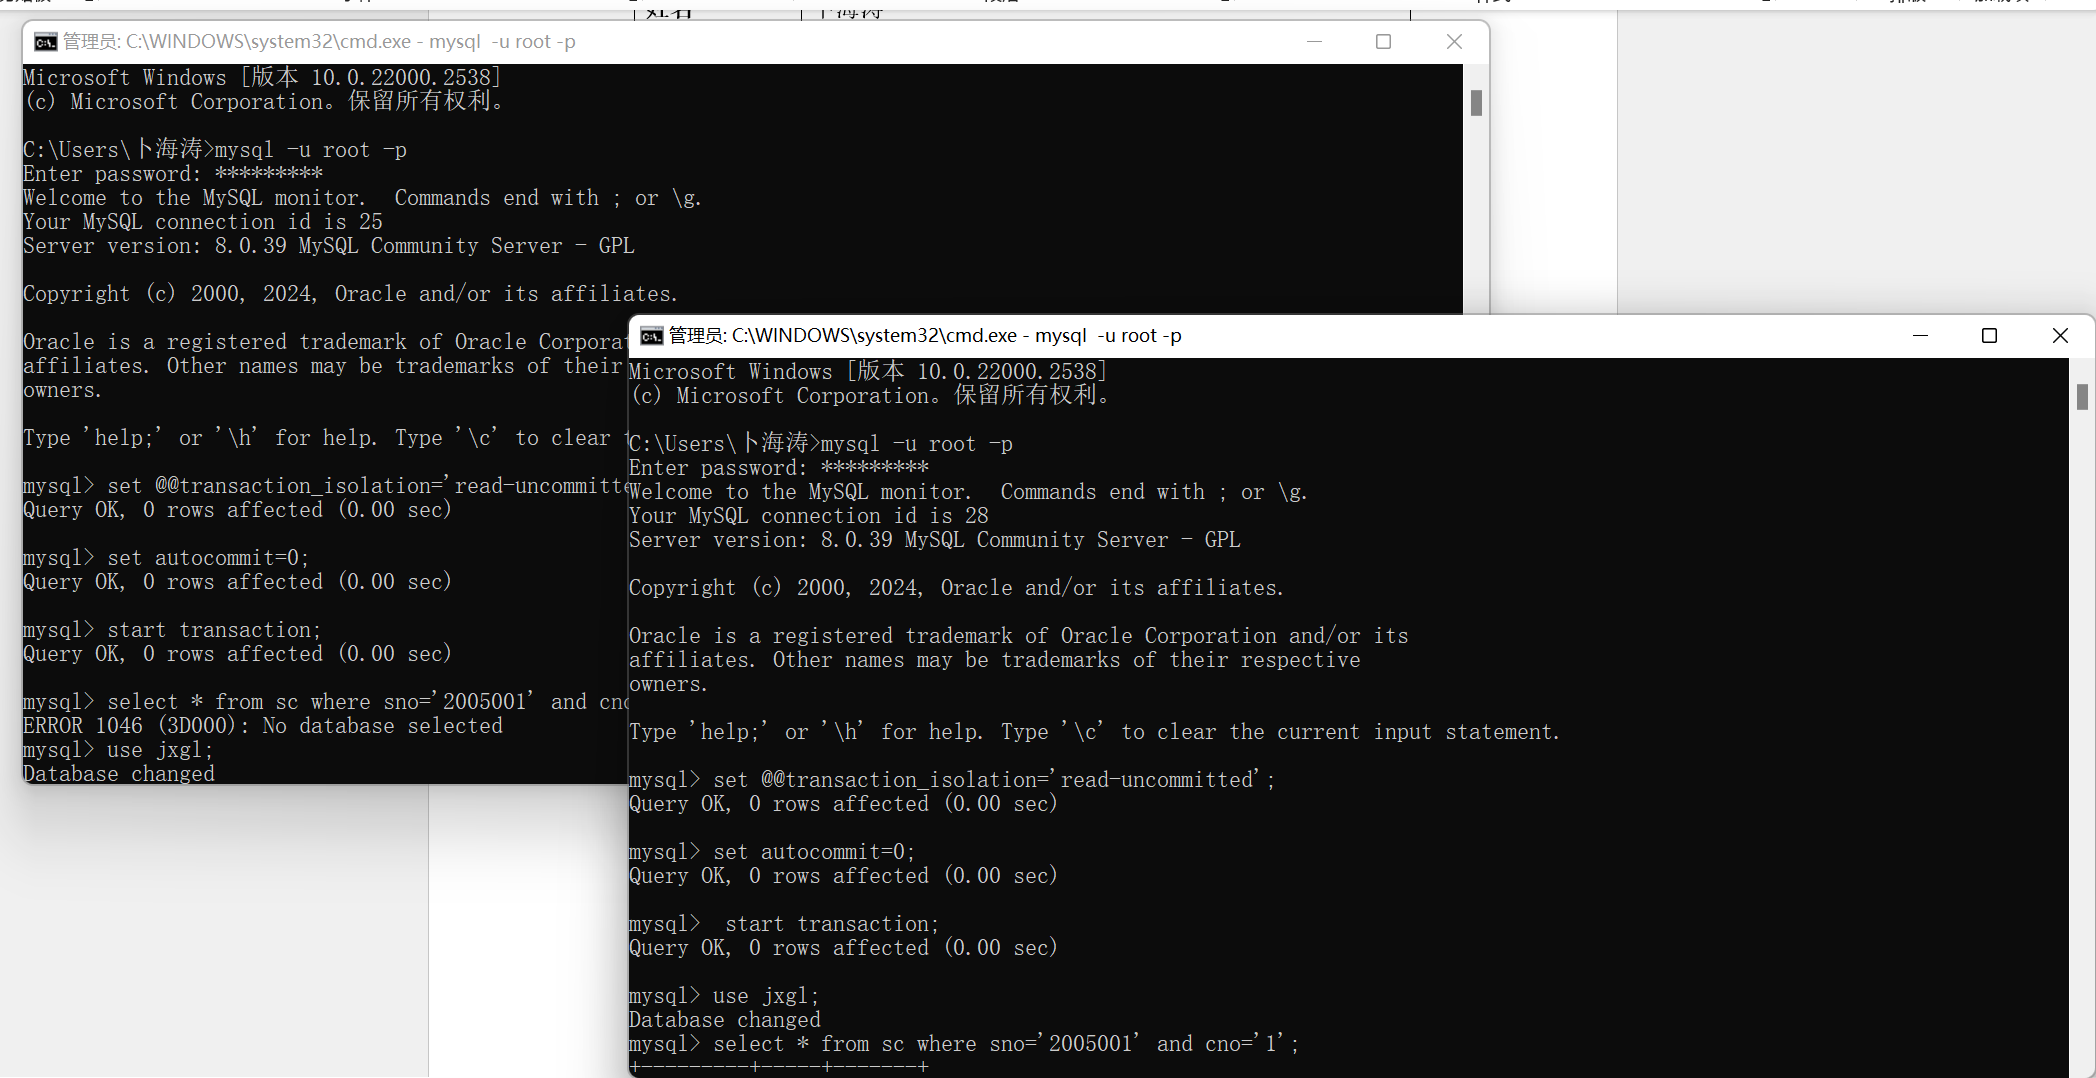 姓名 卜海涛
管理员: C:\WINDOWS\system32\cmd.exe - mysql  -u root -p
Microsoft Windows [版本 10.0.22000.2538]
(c) Microsoft Corporation。保留所有权利。
C:\Users\卜海涛>mysql -u root -p
Enter password: *********
Welcome to the MySQL monitor.  Commands end with ; or \g.
Your MySQL connection id is 25
Server version: 8.0.39 MySQL Community Server - GPL
Copyright (c) 2000, 2024, Oracle and/or its affiliates.
Oracle is a registered trademark of Oracle Corporat
affiliates. Other names may be trademarks of their
owners.
Type 'help;' or '\h' for help. Type '\c' to clear
mysql> set @@transaction_isolation='read-uncommitte
Query OK, 0 rows affected (0.00 sec)
mysql> set autocommit=0;
Query OK, 0 rows affected (0.00 sec)
mysql> start transaction;
Query OK, 0 rows affected (0.00 sec)
mysql> select * from sc where sno='2005001' and cno
ERROR 1046 (3D000): No database selected
mysql> use jxgl;
Database changed
管理员: C:\WINDOWS\system32\cmd.exe - mysql  -u root -p
Microsoft Windows [版本 10.0.22000.2538]
(c) Microsoft Corporation。保留所有权利。
C:\Users\卜海涛>mysql -u root -p
Enter password: *********
Welcome to the MySQL monitor.  Commands end with ; or \g.
Your MySQL connection id is 28
Server version: 8.0.39 MySQL Community Server - GPL
Copyright (c) 2000, 2024, Oracle and/or its affiliates.
Oracle is a registered trademark of Oracle Corporation and/or its
affiliates. Other names may be trademarks of their respective
owners.
Type 'help;' or '\h' for help. Type '\c' to clear the current input statement.
mysql> set @@transaction_isolation='read-uncommitted';
Query OK, 0 rows affected (0.00 sec)
mysql> set autocommit=0;
Query OK, 0 rows affected (0.00 sec)
mysql>  start transaction;
Query OK, 0 rows affected (0.00 sec)
mysql> use jxgl;
Database changed
mysql> select * from sc where sno='2005001' and cno='1';
+---------+-----+-------+